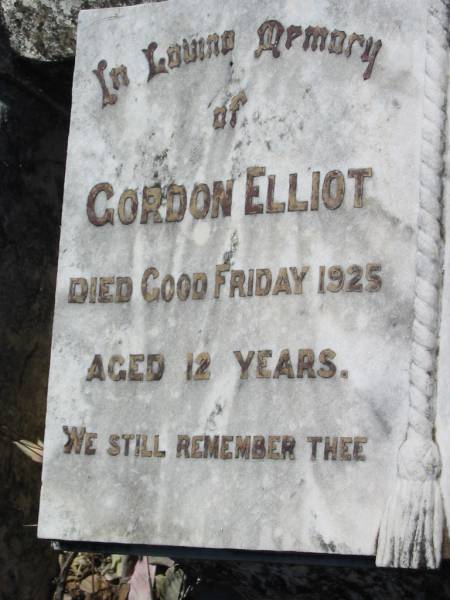 In Loving Memory
of
GORDON ELLIOT
DIED GOOD FRIDAY 1925
AGED 12 YEARS.
WE STILL REMEMBER THEE